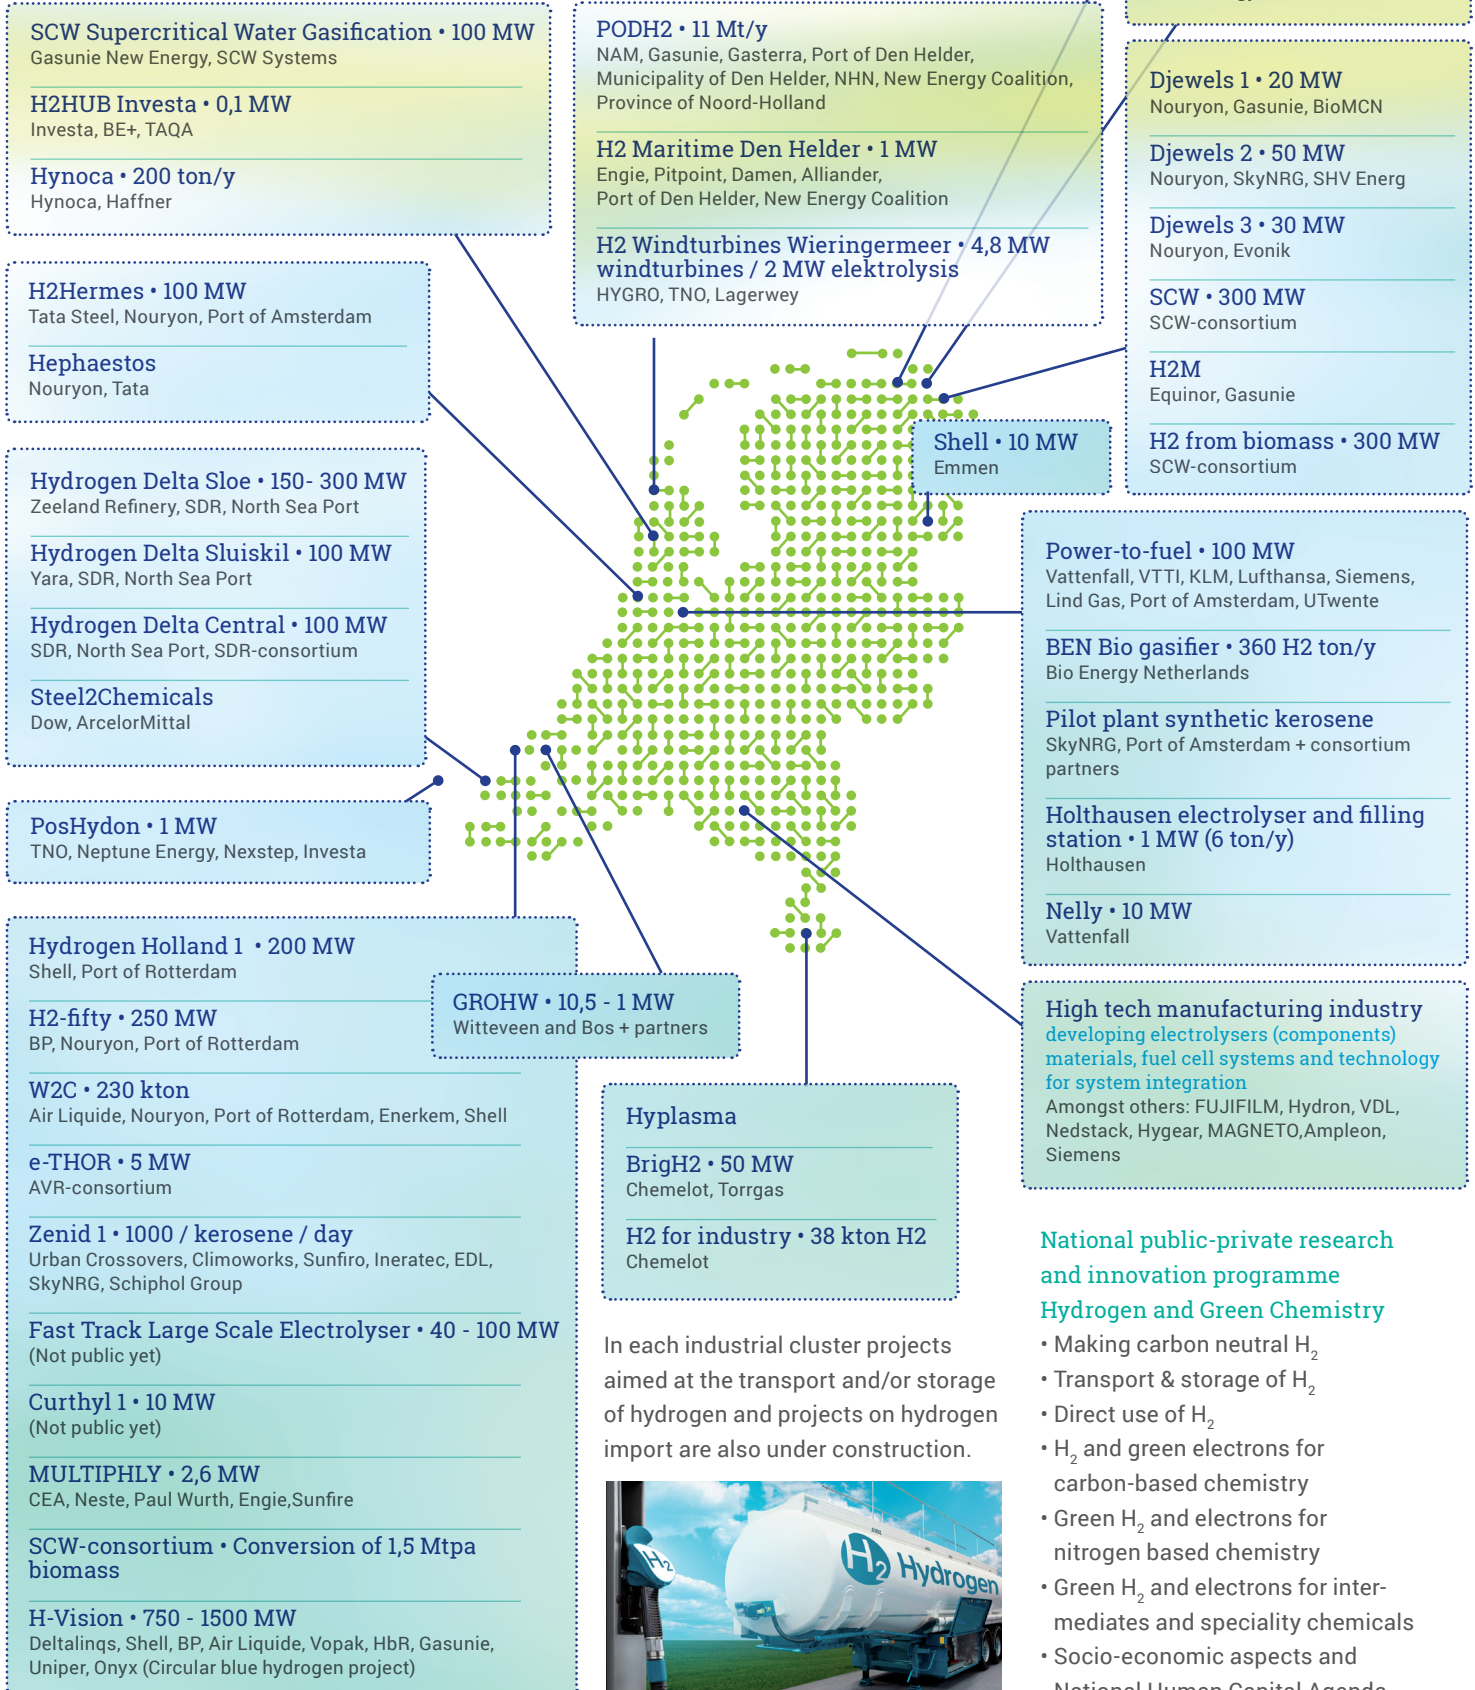 SCW Supercritical Water Gasification • 100 MW
Gasunie New Energy, SCW Systems
H2HUB Investa • 0,1 MW
Investa, BE+, TAQA
Hynoca • 200 ton/y
Hynoca, Haffner
H2Hermes • 100 MW
Tata Steel, Nouryon, Port of Amsterdam
Hephaestos
Nouryon, Tata
Hydrogen Delta Sloe • 150- 300 MW
Zeeland Refinery, SDR, North Sea Port
Hydrogen Delta Sluiskil • 100 MW
Yara, SDR, North Sea Port
Hydrogen Delta Central • 100 MW
SDR, North Sea Port, SDR-consortium
Steel2Chemicals
Dow, ArcelorMittal
PosHydon • 1 MW
TNO, Neptune Energy, Nexstep, Investa
Hydrogen Holland 1 • 200 MW
Shell, Port of Rotterdam
H2-fifty • 250 MW
BP, Nouryon, Port of Rotterdam
W2C • 230 kton
Air Liquide, Nouryon, Port of Rotterdam, Enerkem, Shell
e-THOR • 5 MW
AVR-consortium
Zenid 1 • 1000 / kerosene / day
Urban Crossovers, Climoworks, Sunfiro, Ineratec, EDL,
SkyNRG, Schiphol Group
Fast Track Large Scale Electrolyser • 40 - 100 MW
(Not public yet)
Curthyl 1 • 10 MW
(Not public yet)
MULTIPHLY • 2,6 MW
CEA, Neste, Paul Wurth, Engie,Sunfire
SCW-consortium • Conversion of 1,5 Mtpa
biomass
H-Vision • 750 - 1500 MW
Deltalinqs, Shell, BP, Air Liquide, Vopak, HbR, Gasunie,
Uniper, Onyx (Circular blue hydrogen project)
PODH2 • 11 Mt/y
NAM, Gasunie, Gasterra, Port of Den Helder,
Municipality of Den Helder, NHN, New Energy Coalition,
Province of Noord-Holland
H2 Maritime Den Helder • 1 MW
Engie, Pitpoint, Damen, Alliander,
Port of Den Helder, New Energy Coalition
H2 Windturbines Wieringermeer • 4,8 MW
windturbines / 2 MW elektrolysis
HYGRO, TNO, Lagerwey
GROHW • 10,5 - 1 MW
Witteveen and Bos + partners
Hyplasma
BrigH2 • 50 MW
Chemelot, Torrgas
H2 for industry • 38 kton H2
Chemelot
In each industrial cluster projects
aimed at the transport and/or storage
of hydrogen and projects on hydrogen
import are also under construction.
H2
H2 Hydrogen
Djewels 1 • 20 MW
Nouryon, Gasunie, BioMCN
Djewels 2 • 50 MW
Nouryon, SkyNRG, SHV Energ
Djewels 3 • 30 MW
Nouryon, Evonik
SCW • 300 MW
SCW-consortium
H2M
Equinor, Gasunie
H2 from biomass • 300 MW
SCW-consortium
Shell • 10 MW
Emmen
Power-to-fuel • 100 MW
Vattenfall, VTTI, KLM, Lufthansa, Siemens,
Lind Gas, Port of Amsterdam, UTwente
BEN Bio gasifier • 360 H2 ton/y
Bio Energy Netherlands
Pilot plant synthetic kerosene
SkyNRG, Port of Amsterdam + consortium
partners
Holthausen electrolyser and filling
station • 1 MW (6 ton/y)
Holthausen
Nelly • 10 MW
Vattenfall
High tech manufacturing industry
developing electrolysers (components)
materials, fuel cell systems and technology
for system integration
Amongst others: FUJIFILM, Hydron, VDL,
Nedstack, Hygear, MAGNETO,Ampleon,
Siemens
National public-private research
and innovation programme
Hydrogen and Green Chemistry
• Making carbon neutral H2
• Transport & storage of H2
• Direct use of H2
• H2 and green electrons for
carbon-based chemistry
• Green H2 and electrons for
nitrogen based chemistry
• Green H2 and electrons for inter-
mediates and speciality chemicals
• Socio-economic aspects and
National Human Capital Agenda